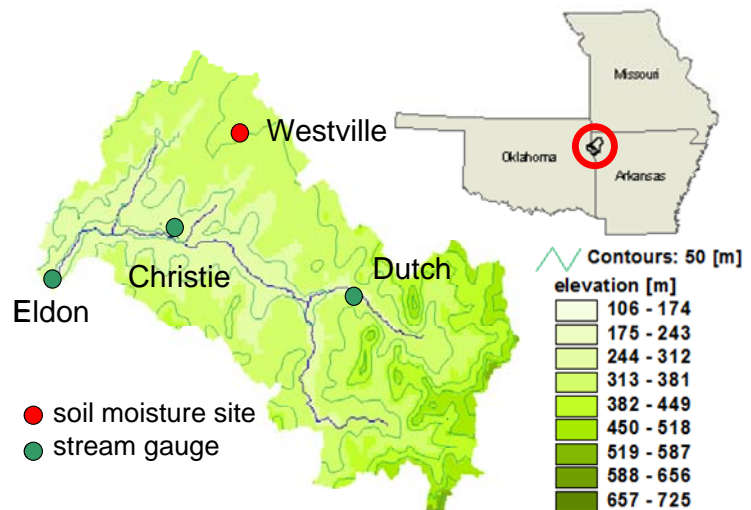 Missouri
Oklahoma
Arkansas
Westville
Christie
Dutch
Eldon
soil moisture site
stream gauge
Contours: 50 [m]
elevation [m]
106 - 174
175 - 243
244 - 312
313 - 381
382 - 449
450 - 518
519 - 587
588 - 656
657 - 725